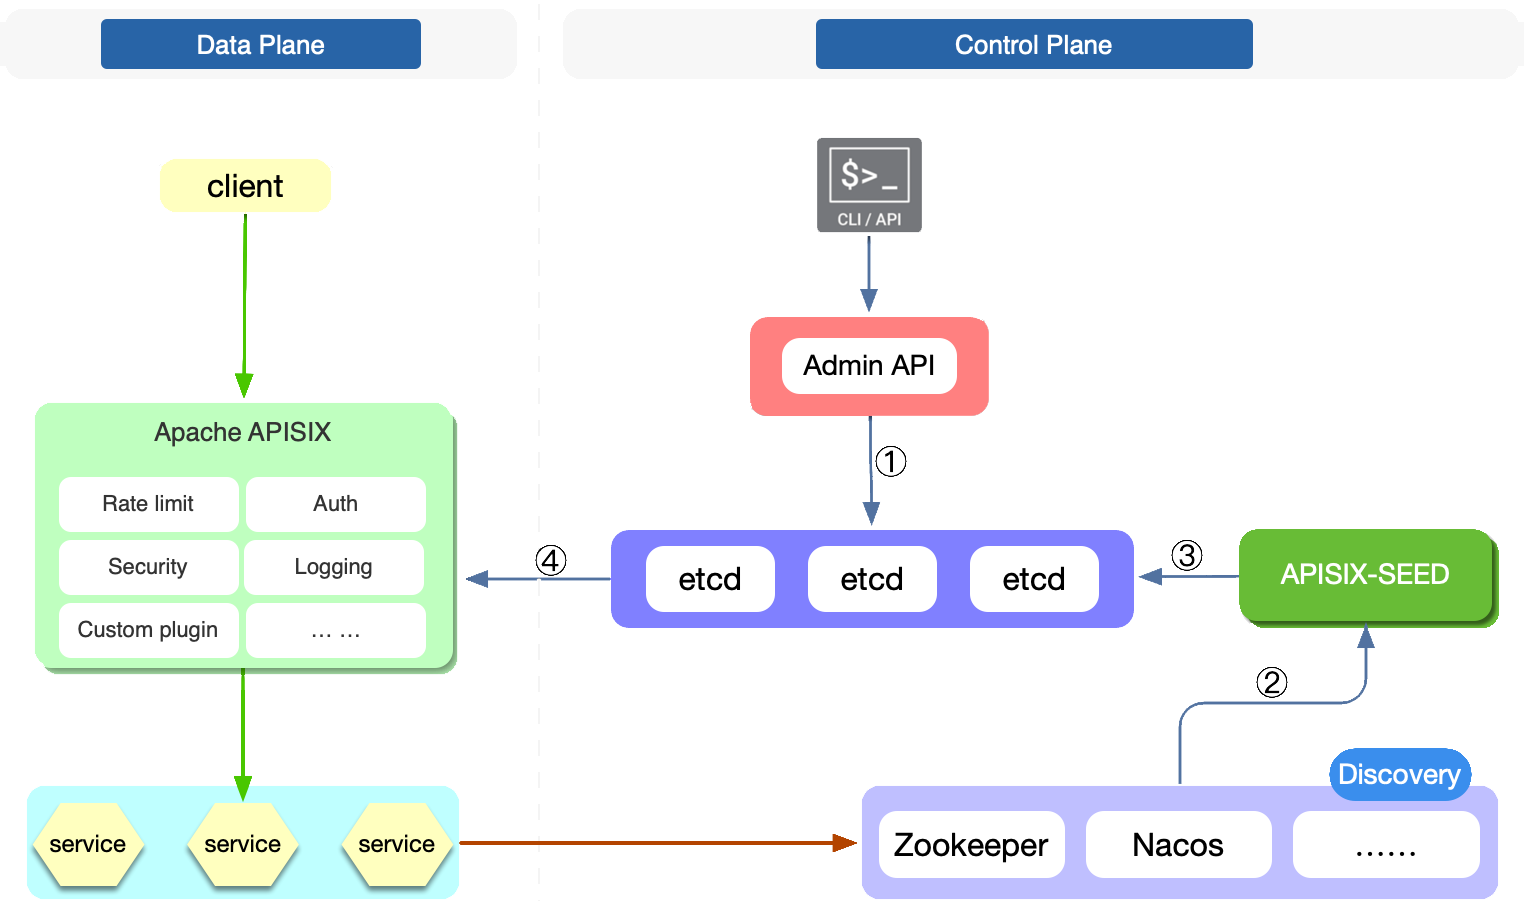 Data Plane
Control Plane
client
$>_
CLI / API
Admin API
①
Apache APISIX
Rate limit
Auth
Security
Logging
Custom plugin
... ...
④
etcd
etcd
etcd
③
APISIX-SEED
②
Discovery
service
service
service
Zookeeper
Nacos
......